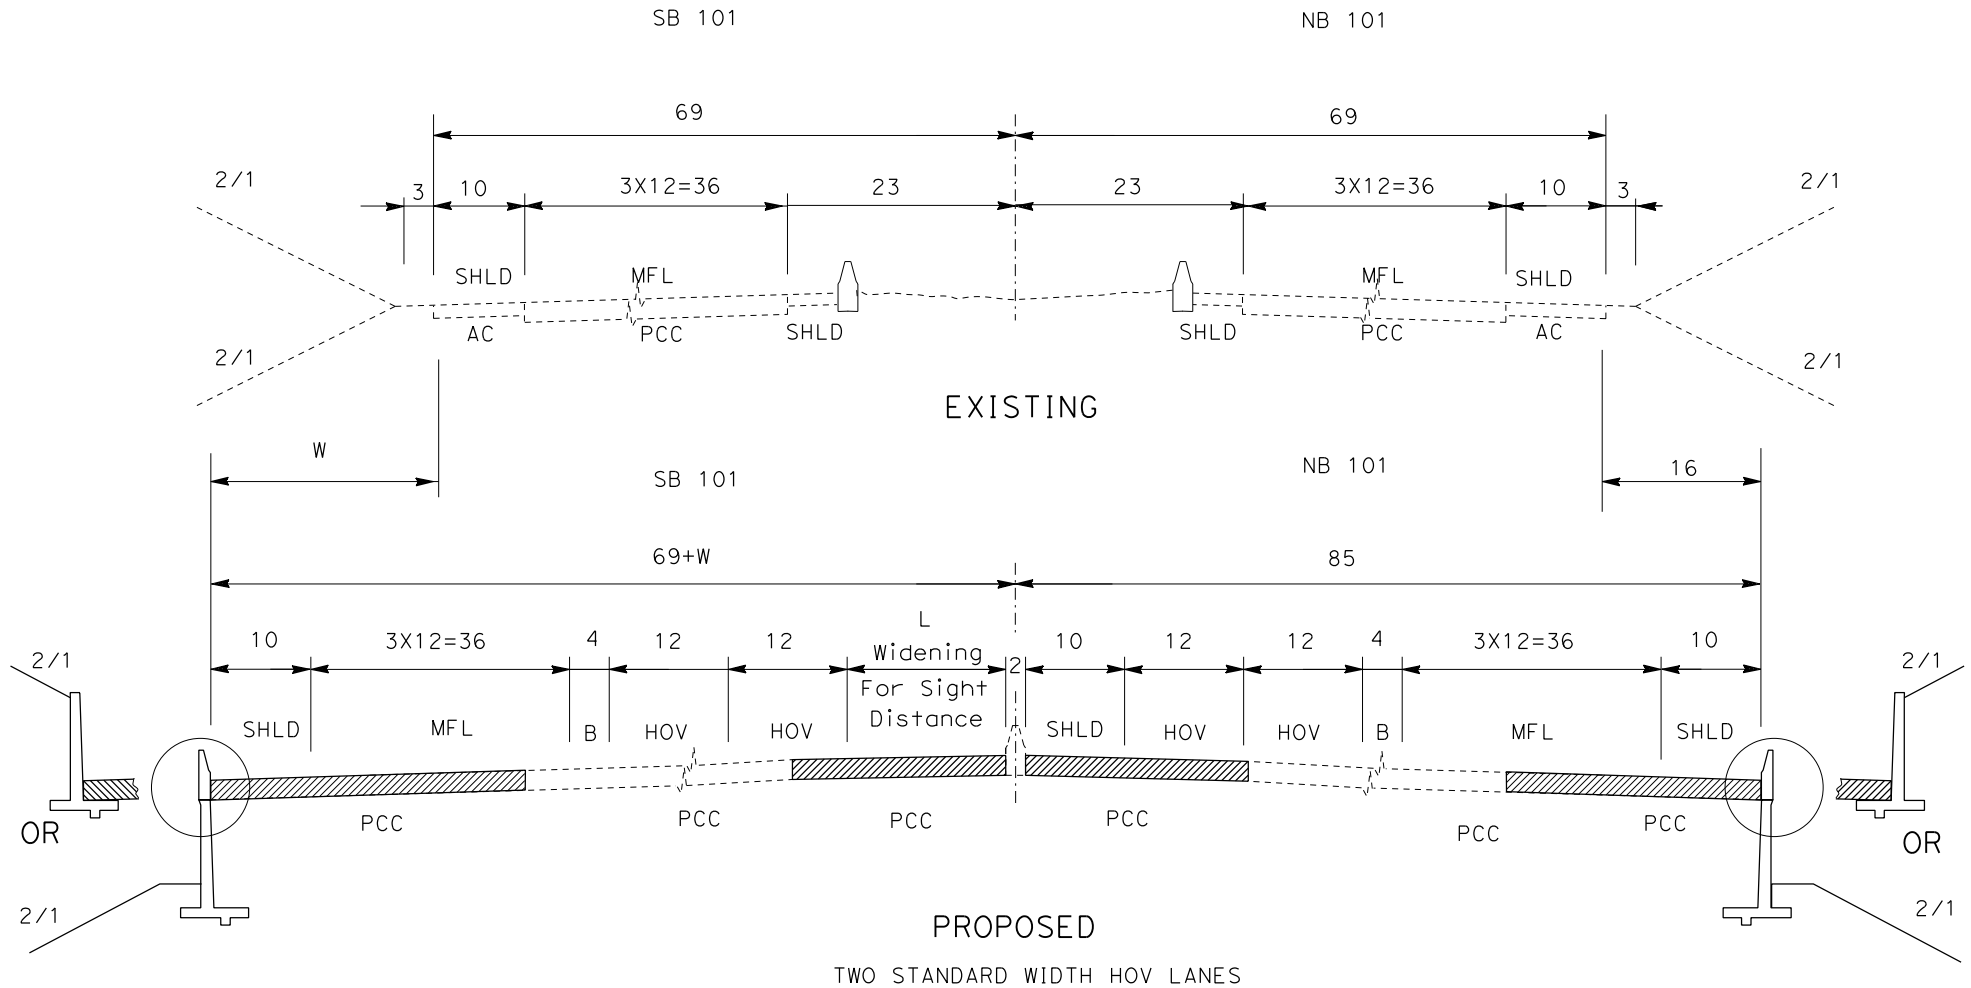 SB 101 NB 101
69 69
2/1 3 10 3X12=36 23 23 3X12=36 10 3 2/1
SHLD MFL MFL SHLD
AC PCC SHLD SHLD PCC AC
2/1 2/1
EXISTING
W SB 101 NB 101 16
69+W 85
L
10 3X12=36 4 12 12 10 12 12 4 3X12=36 10
2/1 Widening 2 2/1
For Sight
SHLD MFL B HOV HOV Distance SHLD HOV HOV B MFL SHLD
OR PCC PCC PCC PCC PCC PCC OR
2/1 2/1
PROPOSED
TWO STANDARD WIDTH HOV LANES